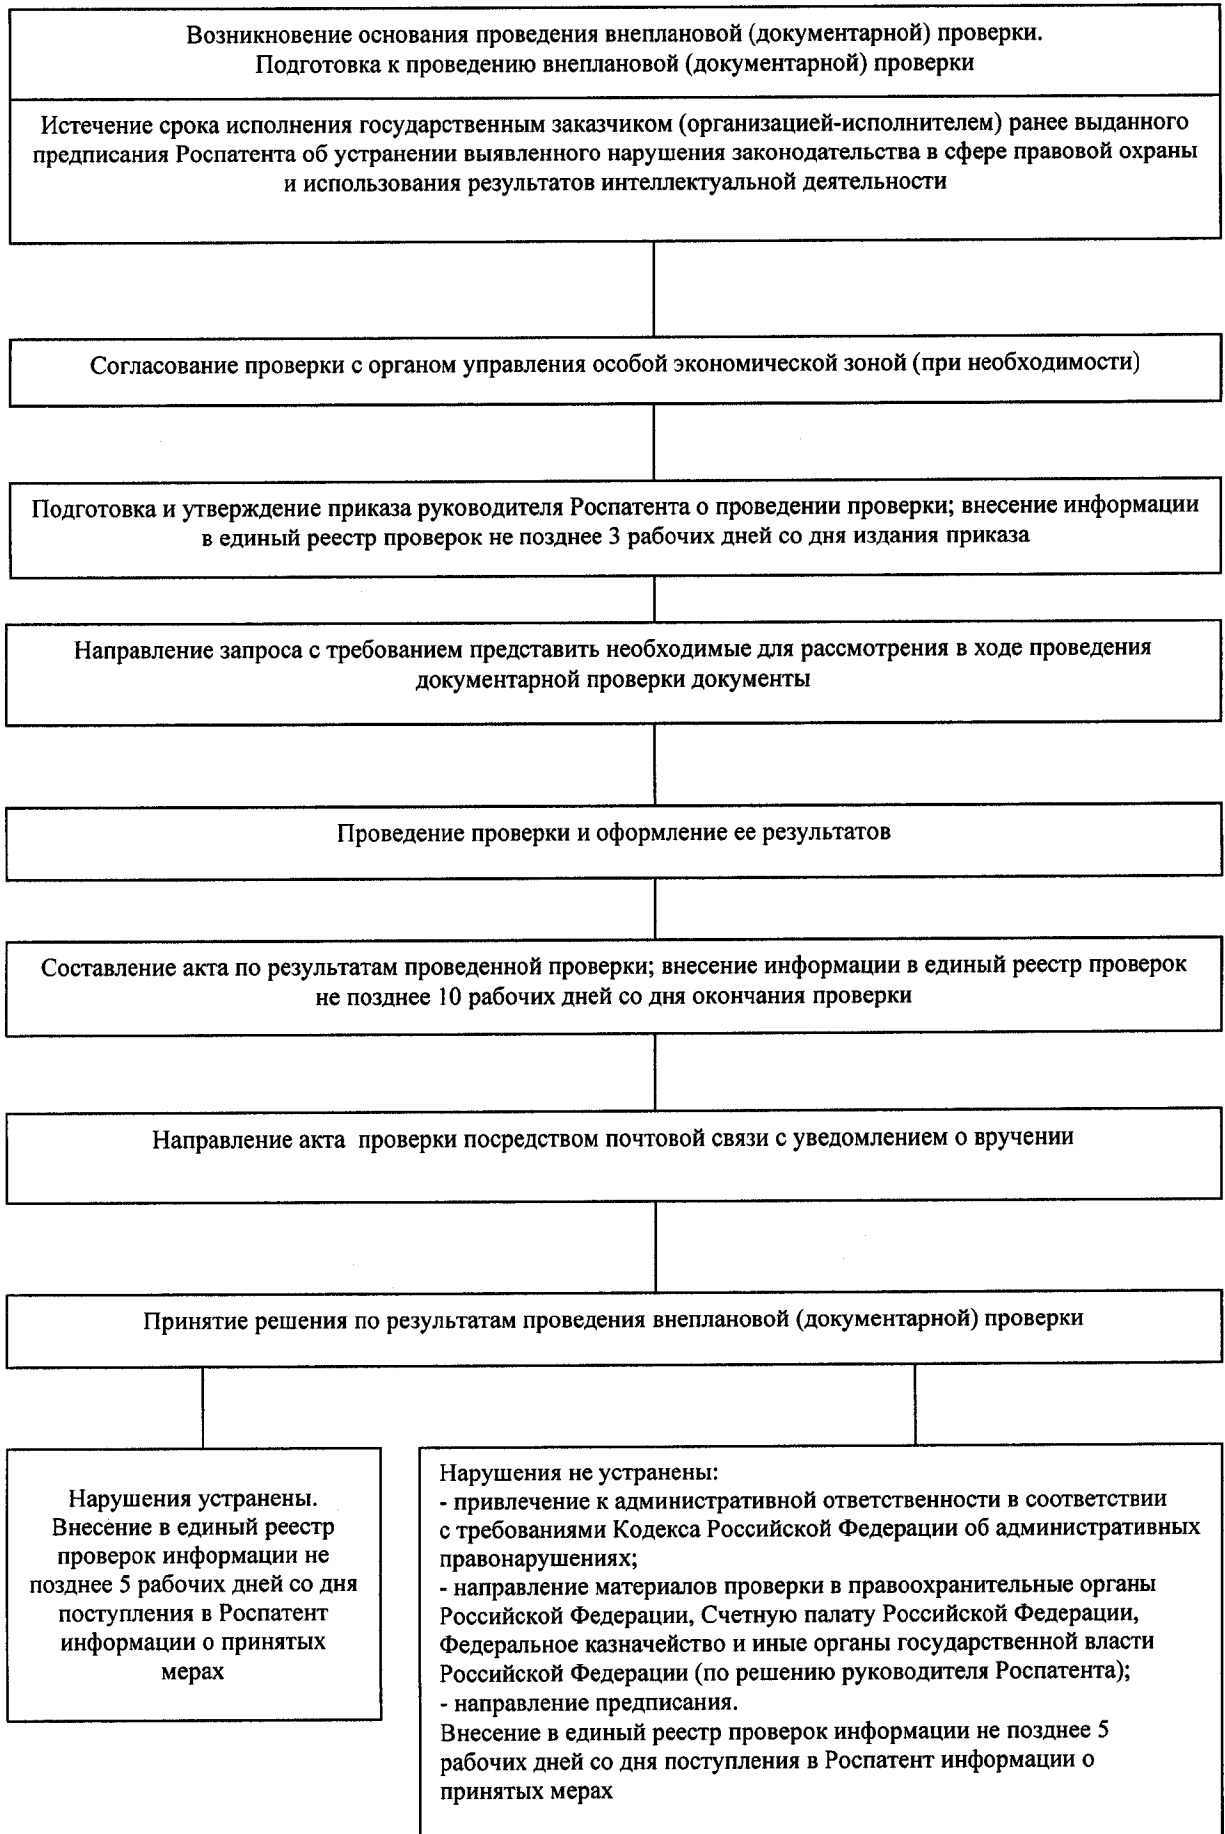 Возникновение основания проведения внеплановой (документарной) проверки.
Подготовка к проведению внеплановой (документарной) проверки
Истечение срока исполнения государственным заказчиком (организацией-исполнителем) ранее выданного
предписания Роспатента об устранении выявленного нарушения законодательства в сфере правовой охраны
и использования результатов интеллектуальной деятельности
Согласование проверки с органом управления особой экономической зоной (при необходимости)
Подготовка и утверждение приказа руководителя Роспатента о проведении проверки; внесение информации
в единый реестр проверок не позднее 3 рабочих дней со дня издания приказа
Направление запроса с требованием представить необходимые для рассмотрения в ходе проведения
документарной проверки документы
Проведение проверки и оформление ее результатов
Составление акта по результатам проведенной проверки; внесение информации в единый реестр проверок
не позднее 10 рабочих дней со дня окончания проверки
Направление акта проверки посредством почтовой связи с уведомлением о вручении
Принятие решения по результатам проведения внеплановой (документарной) проверки
Нарушения устранены.
Внесение в единый реестр
проверок информации не
позднее 5 рабочих дней со дня
поступления в Роспатент
информации о принятых
мерах
Нарушения не устранены:
- привлечение к административной ответственности в соответствии
с требованиями Кодекса Российской Федерации об административных
правонарушениях;
- направление материалов проверки в правоохранительные органы
Российской Федерации, Счетную палату Российской Федерации,
Федеральное казначейство и иные органы государственной власти
Российской Федерации (по решению руководителя Роспатента);
- направление предписания.
Внесение в единый реестр проверок информации не позднее 5
рабочих дней со дня поступления в Роспатент информации о
принятых мерах